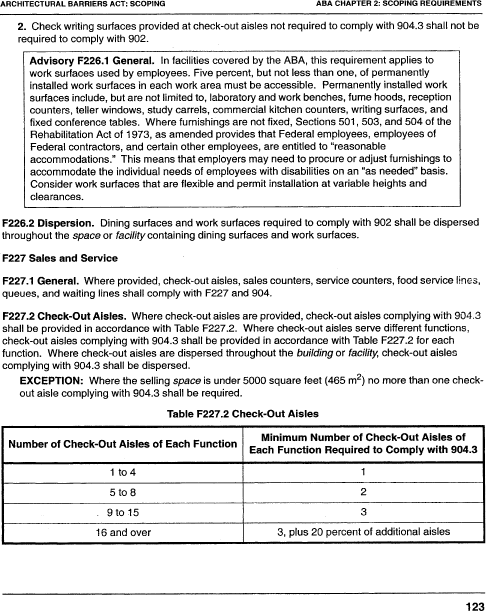 ARCHITECTURAL BARRIERS ACT: SCOPING ABA CHAPTER 2: SCOPING REQUIREMENTS
2. Check writing surfaces provided at check-out aisles not required to comply with 904.3 shall not be
required to comply with 902.
Advisory F226.1 General. In facilities covered by the ABA, this requirement applies to
work surfaces used by employees. Five percent, but not less than one, of permanently
installed work surfaces in each work area must be accessible. Permanently installed work
surfaces include, but are not limited to, laboratory and work benches, fume hoods, reception
counters, teller windows, study carrels, commercial kitchen counters, writing surfaces, and
fixed conference tables. Where furnishings are not fixed, Sections 501, 503, and 504 of the
Rehabilitation Act of 1973, as amended provides that Federal employees, employees of
Federal contractors, and certain other employees, are entitled to “reasonable
accommodations.” This means that employers may need to procure or adjust furnishings to
accommodate the individual needs of employees with disabilities on an “as needed” basis.
Consider work surfaces that are flexible and permit installation at variable heights and
clearances.
F226.2 Dispersion. Dining surfaces and work surfaces required to comply with 902 shall be dispersed
throughout the space or facility containing dining surfaces and work surfaces.
F227 Sales and Service
F227.1 General. Where provided, check-out aisles, sales counters, service counters, food service lines,
queues, and waiting lines shall comply with F227 and 904.
F227.2 Check-Out Aisles. Where check-out aisles are provided, check-out aisles complying with 904.3
shall be provided in accordance with Table F227.2. Where check-out aisles serve different functions,
check-out aisles complying with 904.3 shall be provided in accordance with Table F227.2 for each
function. Where check-out aisles are dispersed throughout the building or facility, check-out aisles
complying with 904.3 shall be dispersed.
EXCEPTION: Where the selling space is under 5000 square feet (465 m²) no more than one check-
out aisle complying with 904.3 shall be required.
Table F227.2 Check-Out Aisles
Number of Check-Out Aisles of Each Function
Minimum Number of Check-Out Aisles of
Each Function Required to Comply with 904.3
1 to 4 1
5 to 8 2
9 to 15 3
16 and over 3, plus 20 percent of additional aisles
123